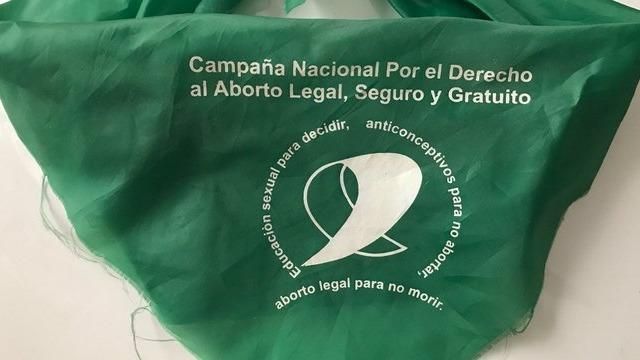 Campaña Nacional Por el Derecho
al Aborto Legal, Seguro y Gratuito
Educación sexual para decidir, anticonceptivos para no abortar,
aborto legal para no morir.